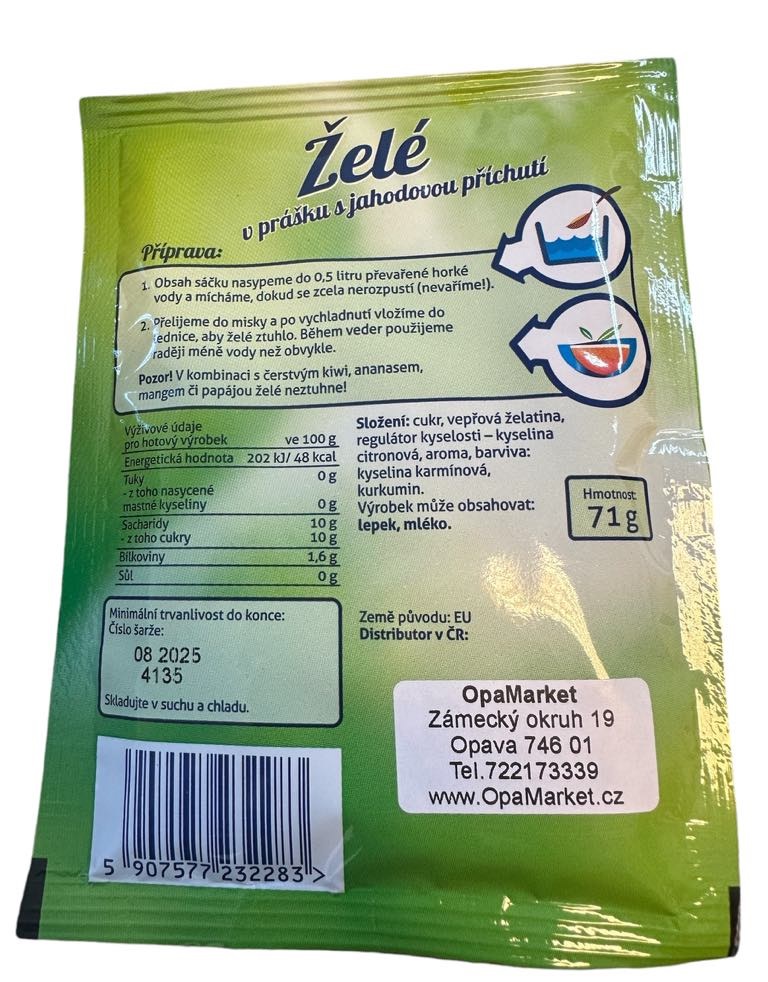 Želé
v prášku s jahodovou příchutí
Příprava:
1. Obsah sáčku nasypeme do 0,5 litru převařené horké
vody a mícháme, dokud se zcela nerozpustí (nevaříme!).
2. Přelijeme do misky a po vychladnutí vložíme do
lednice, aby želé ztuhlo. Během veder použijeme
raději méně vody než obvykle.
Pozor! V kombinaci s čerstvým kiwi, ananasem,
mangem či papájou želé neztuhne!
Výživové údaje
pro hotový výrobek ve 100 g
Energetická hodnota 202 kJ/ 48 kcal
Tuky 0 g
- z toho nasycené
mastné kyseliny 0 g
Sacharidy 10 g
- z toho cukry 10 g
Bílkoviny 1,6 g
Sůl 0 g
Složení: cukr, vepřová želatina,
regulátor kyselosti – kyselina
citronová, aroma, barviva:
kyselina karmínová,
kurkumin.
Výrobek může obsahovat:
lepek, mléko.
Hmotnost
71 g
Minimální trvanlivost do konce:
Číslo šarže:
08 2025
4135
Skladujte v suchu a chladu.
Země původu: EU
Distributor v ČR:
OpaMarket
Zámecký okruh 19
Opava 746 01
Tel.722173339
www.OpaMarket.cz
5 907577 232283 >